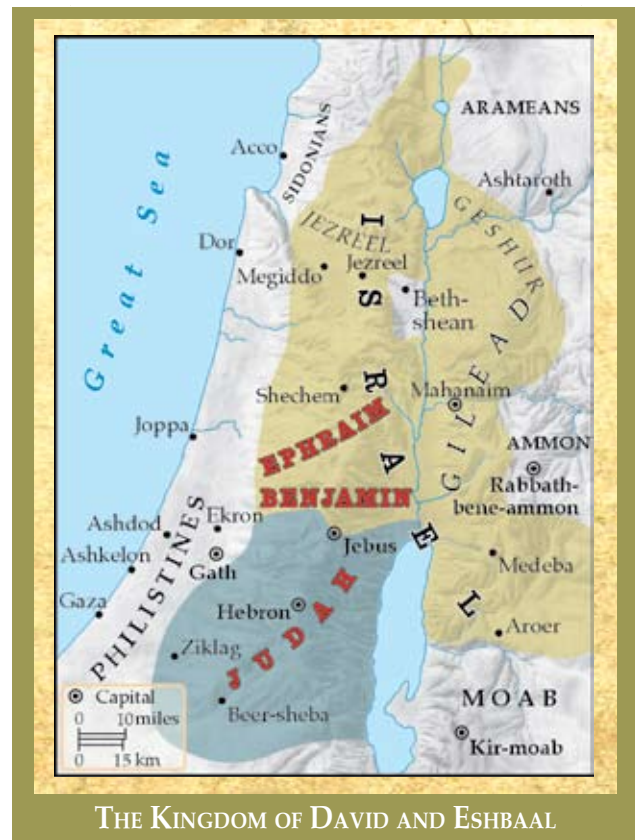 ARAMEANS
Acco
SIDONIANS
Ashtaroth
Great Sea
GESHUR
JEZREEL
Dor
Megiddo
Jezreel
Beth-
shean
ISRAEL
GILEAD
Shechem
Mahanaim
EPHRAIM
Joppa
AMMON
Rabbath-
bene-ammon
BENJAMIN
Ashdod
Ekron
Jebus
Ashkelon
Gath
Medeba
PHILISTINES
Gaza
Hebron
JUDAH
Aroer
Ziklag
Beer-sheba
MOAB
Kir-moab
Capital
0 10 miles
0 15 km
THE KINGDOM OF DAVID AND ESHBAAL